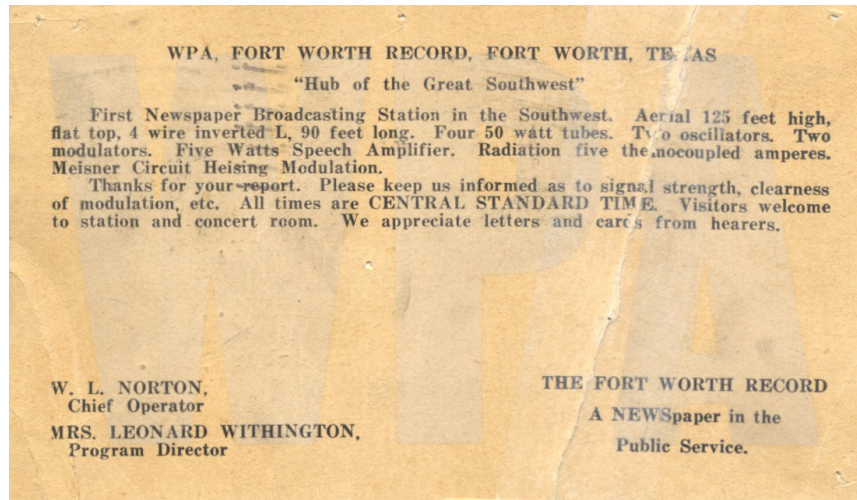 WPA, FORT WORTH RECORD, FORT WORTH, TEXAS
"Hub of the Great Southwest"
First Newspaper Broadcasting Station in the Southwest. Aerial 125 feet high,
flat top, 4 wire inverted L, 90 feet long. Four 50 watt tubes. Two oscillators. Two
modulators. Five Watts Speech Amplifier. Radiation five thermocoupled amperes.
Meisner Circuit Heising Modulation.
Thanks for your report. Please keep us informed as to signal strength, clearness
of modulation, etc. All times are CENTRAL STANDARD TIME. Visitors welcome
to station and concert room. We appreciate letters and cards from hearers.
WPA
W. L. NORTON,
Chief Operator
MRS. LEONARD WITHINGTON,
Program Director
THE FORT WORTH RECORD
A NEWSpaper in the
Public Service.